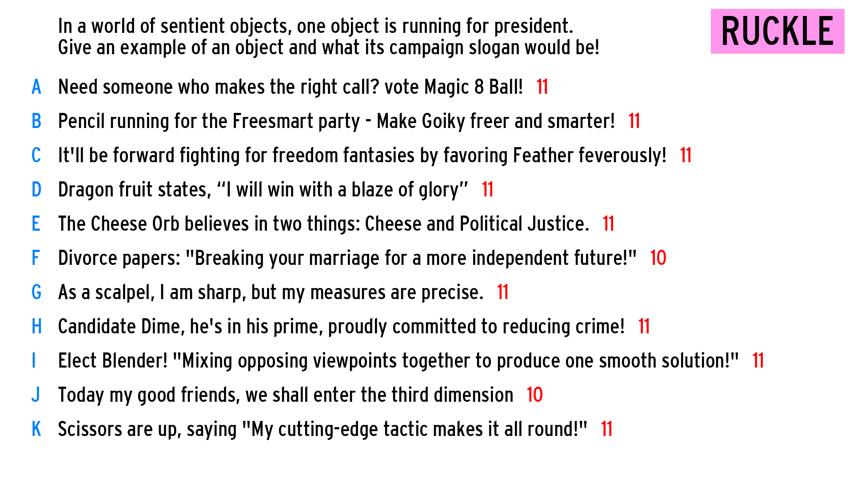 In a world of sentient objects, one object is running for president.
Give an example of an object and what its campaign slogan would be!
RUCKLE
A Need someone who makes the right call? vote Magic 8 Ball! 11
B Pencil running for the Freesmart party - Make Goiky freer and smarter! 11
C It'll be forward fighting for freedom fantasies by favoring Feather feverously! 11
D Dragon fruit states, “I will win with a blaze of glory” 11
E The Cheese Orb believes in two things: Cheese and Political Justice. 11
F Divorce papers: "Breaking your marriage for a more independent future!" 10
G As a scalpel, I am sharp, but my measures are precise. 11
H Candidate Dime, he's in his prime, proudly committed to reducing crime! 11
I Elect Blender! "Mixing opposing viewpoints together to produce one smooth solution!" 11
J Today my good friends, we shall enter the third dimension 10
K Scissors are up, saying "My cutting-edge tactic makes it all round!" 11